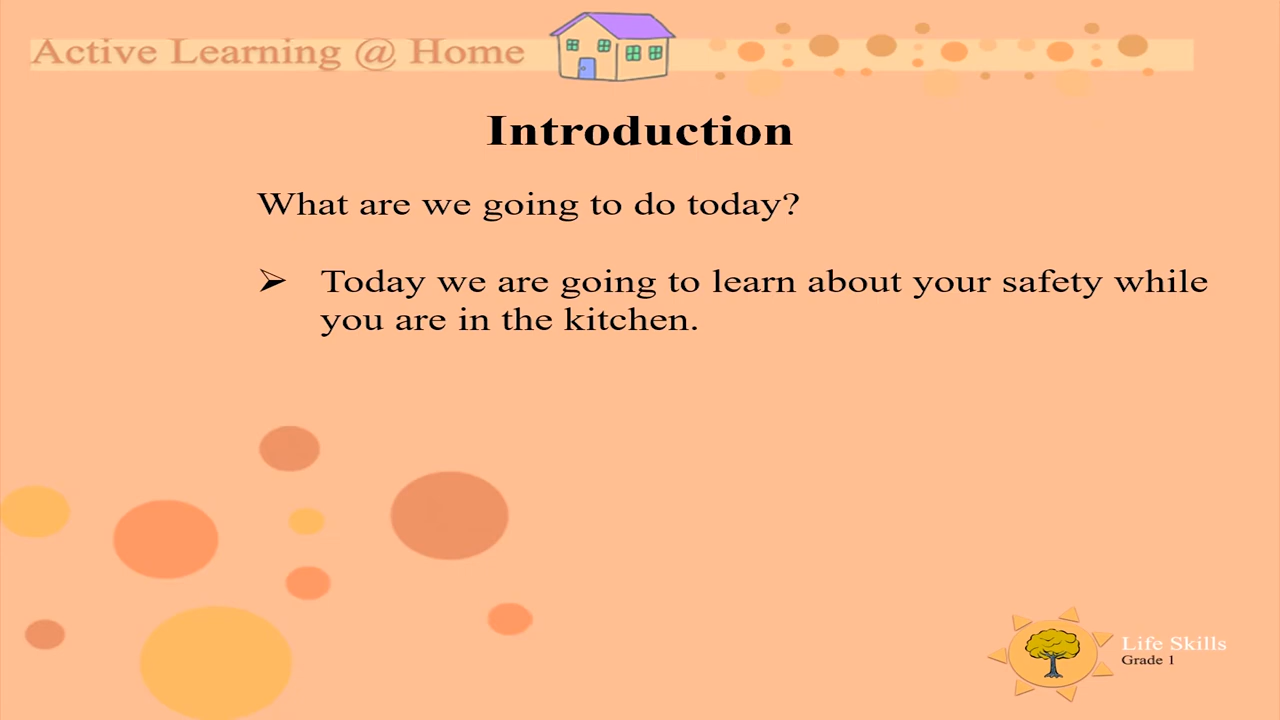 Active Learning @ Home
Introduction
What are we going to do today?
➢ Today we are going to learn about your safety while
you are in the kitchen.
Life Skills
Grade 1